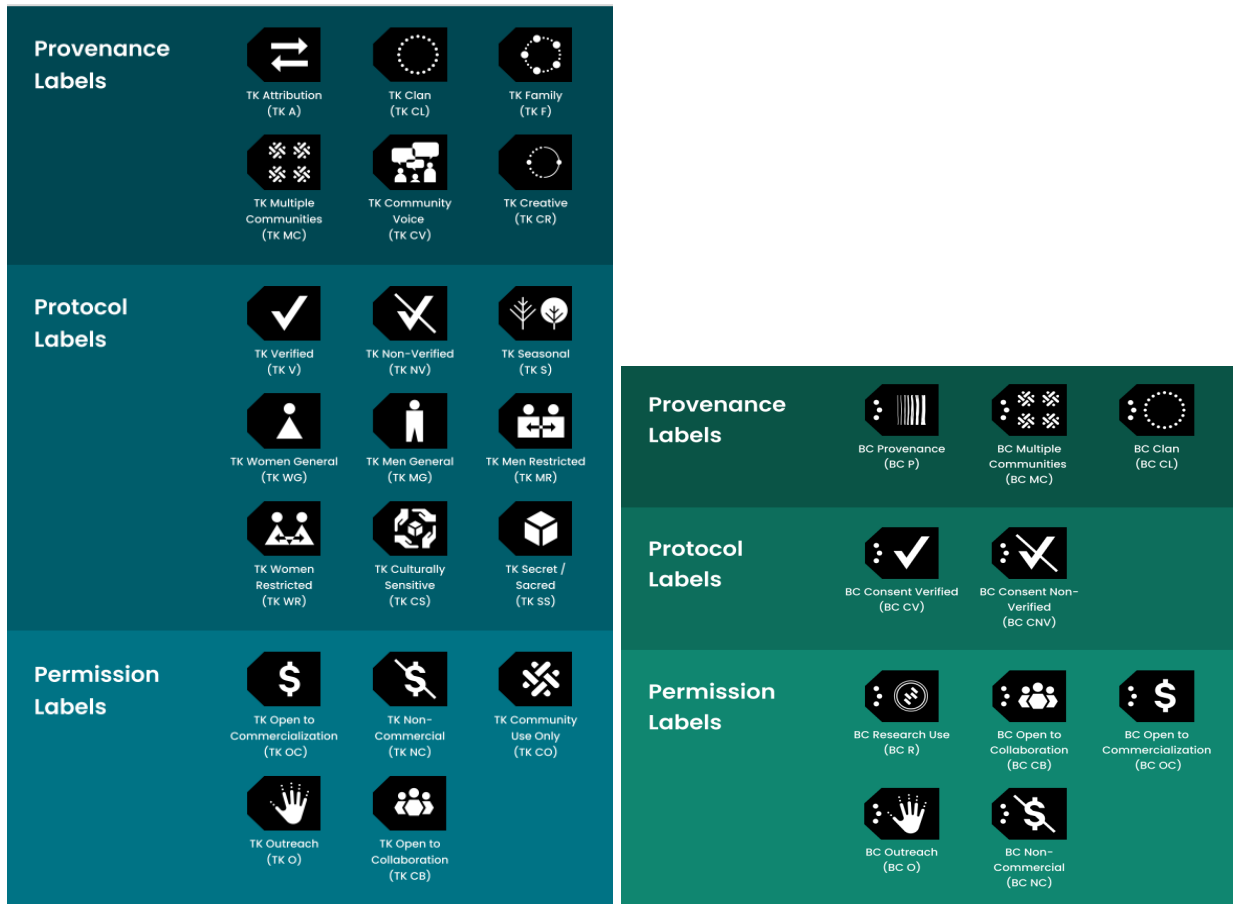 Provenance
Labels
TK Attribution
(TK A)
TK Clan
(TK CL)
TK Family
(TK F)
TK Multiple
Communities
(TK MC)
TK Community
Voice
(TK CV)
TK Creative
(TK CR)
Protocol
Labels
TK Verified
(TK V)
TK Non-Verified
(TK NV)
TK Seasonal
(TK S)
TK Women General
(TK WG)
TK Men General
(TK MG)
TK Men Restricted
(TK MR)
TK Women
Restricted
(TK WR)
TK Culturally
Sensitive
(TK CS)
TK Secret /
Sacred
(TK SS)
Permission
Labels
$
TK Open to
Commercialization
(TK OC)
$
TK Non-
Commercial
(TK NC)
TK Community
Use Only
(TK CO)
TK Outreach
(TK O)
TK Open to
Collaboration
(TK CB)
Provenance
Labels
BC Provenance
(BC P)
BC Multiple
Communities
(BC MC)
BC Clan
(BC CL)
Protocol
Labels
BC Consent Verified
(BC CV)
BC Consent Non-
Verified
(BC CNV)
Permission
Labels
BC Research Use
(BC R)
BC Open to
Collaboration
(BC CB)
$
BC Open to
Commercialization
(BC OC)
BC Outreach
(BC O)
$
BC Non-
Commercial
(BC NC)